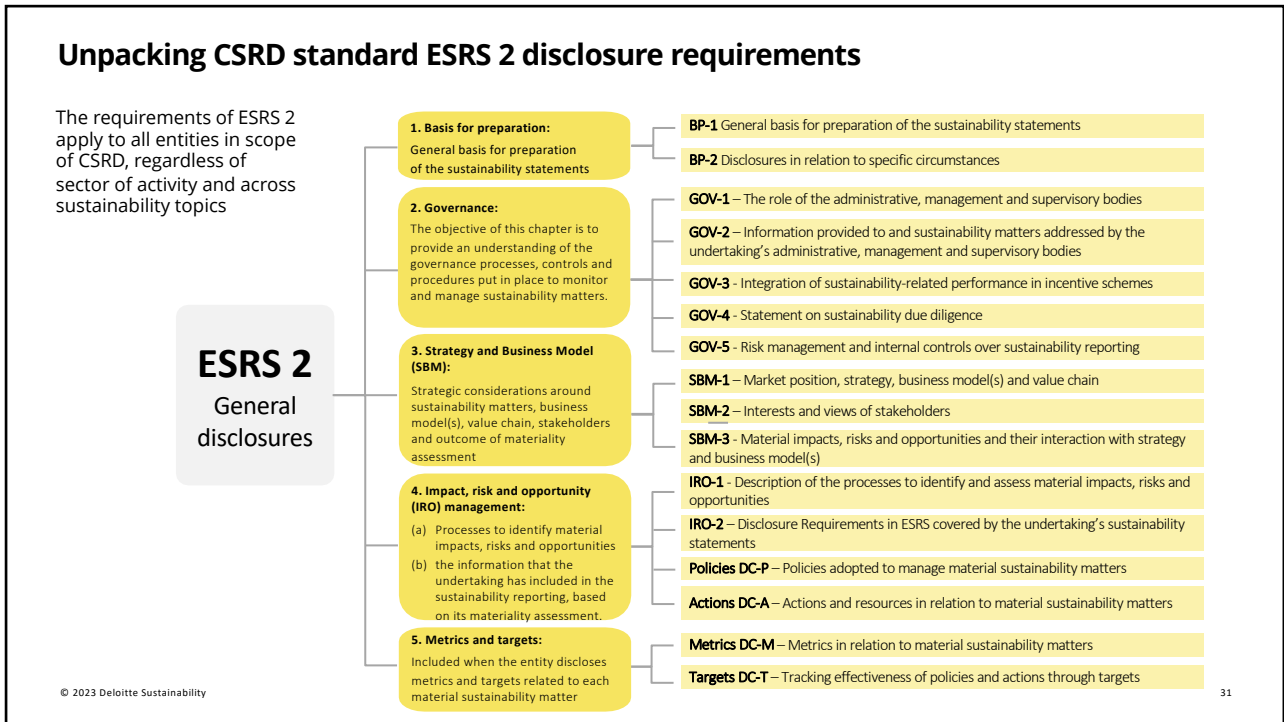 Unpacking CSRD standard ESRS 2 disclosure requirements
The requirements of ESRS 2
apply to all entities in scope
of CSRD, regardless of
sector of activity and across
sustainability topics
ESRS 2
General
disclosures
1. Basis for preparation:
General basis for preparation
of the sustainability statements
BP-1 General basis for preparation of the sustainability statements
BP-2 Disclosures in relation to specific circumstances
2. Governance:
The objective of this chapter is to
provide an understanding of the
governance processes, controls and
procedures put in place to monitor
and manage sustainability matters.
GOV-1 – The role of the administrative, management and supervisory bodies
GOV-2 – Information provided to and sustainability matters addressed by the
undertaking’s administrative, management and supervisory bodies
GOV-3 - Integration of sustainability-related performance in incentive schemes
GOV-4 - Statement on sustainability due diligence
GOV-5 - Risk management and internal controls over sustainability reporting
3. Strategy and Business Model
(SBM):
Strategic considerations around
sustainability matters, business
model(s), value chain, stakeholders
and outcome of materiality
assessment
SBM-1 – Market position, strategy, business model(s) and value chain
SBM-2 – Interests and views of stakeholders
SBM-3 - Material impacts, risks and opportunities and their interaction with strategy
and business model(s)
4. Impact, risk and opportunity
(IRO) management:
(a) Processes to identify material
impacts, risks and opportunities
(b) the information that the
undertaking has included in the
sustainability reporting, based
on its materiality assessment.
IRO-1 - Description of the processes to identify and assess material impacts, risks and
opportunities
IRO-2 – Disclosure Requirements in ESRS covered by the undertaking’s sustainability
statements
Policies DC-P – Policies adopted to manage material sustainability matters
Actions DC-A – Actions and resources in relation to material sustainability matters
5. Metrics and targets:
Included when the entity discloses
metrics and targets related to each
material sustainability matter
Metrics DC-M – Metrics in relation to material sustainability matters
Targets DC-T – Tracking effectiveness of policies and actions through targets
© 2023 Deloitte Sustainability
31